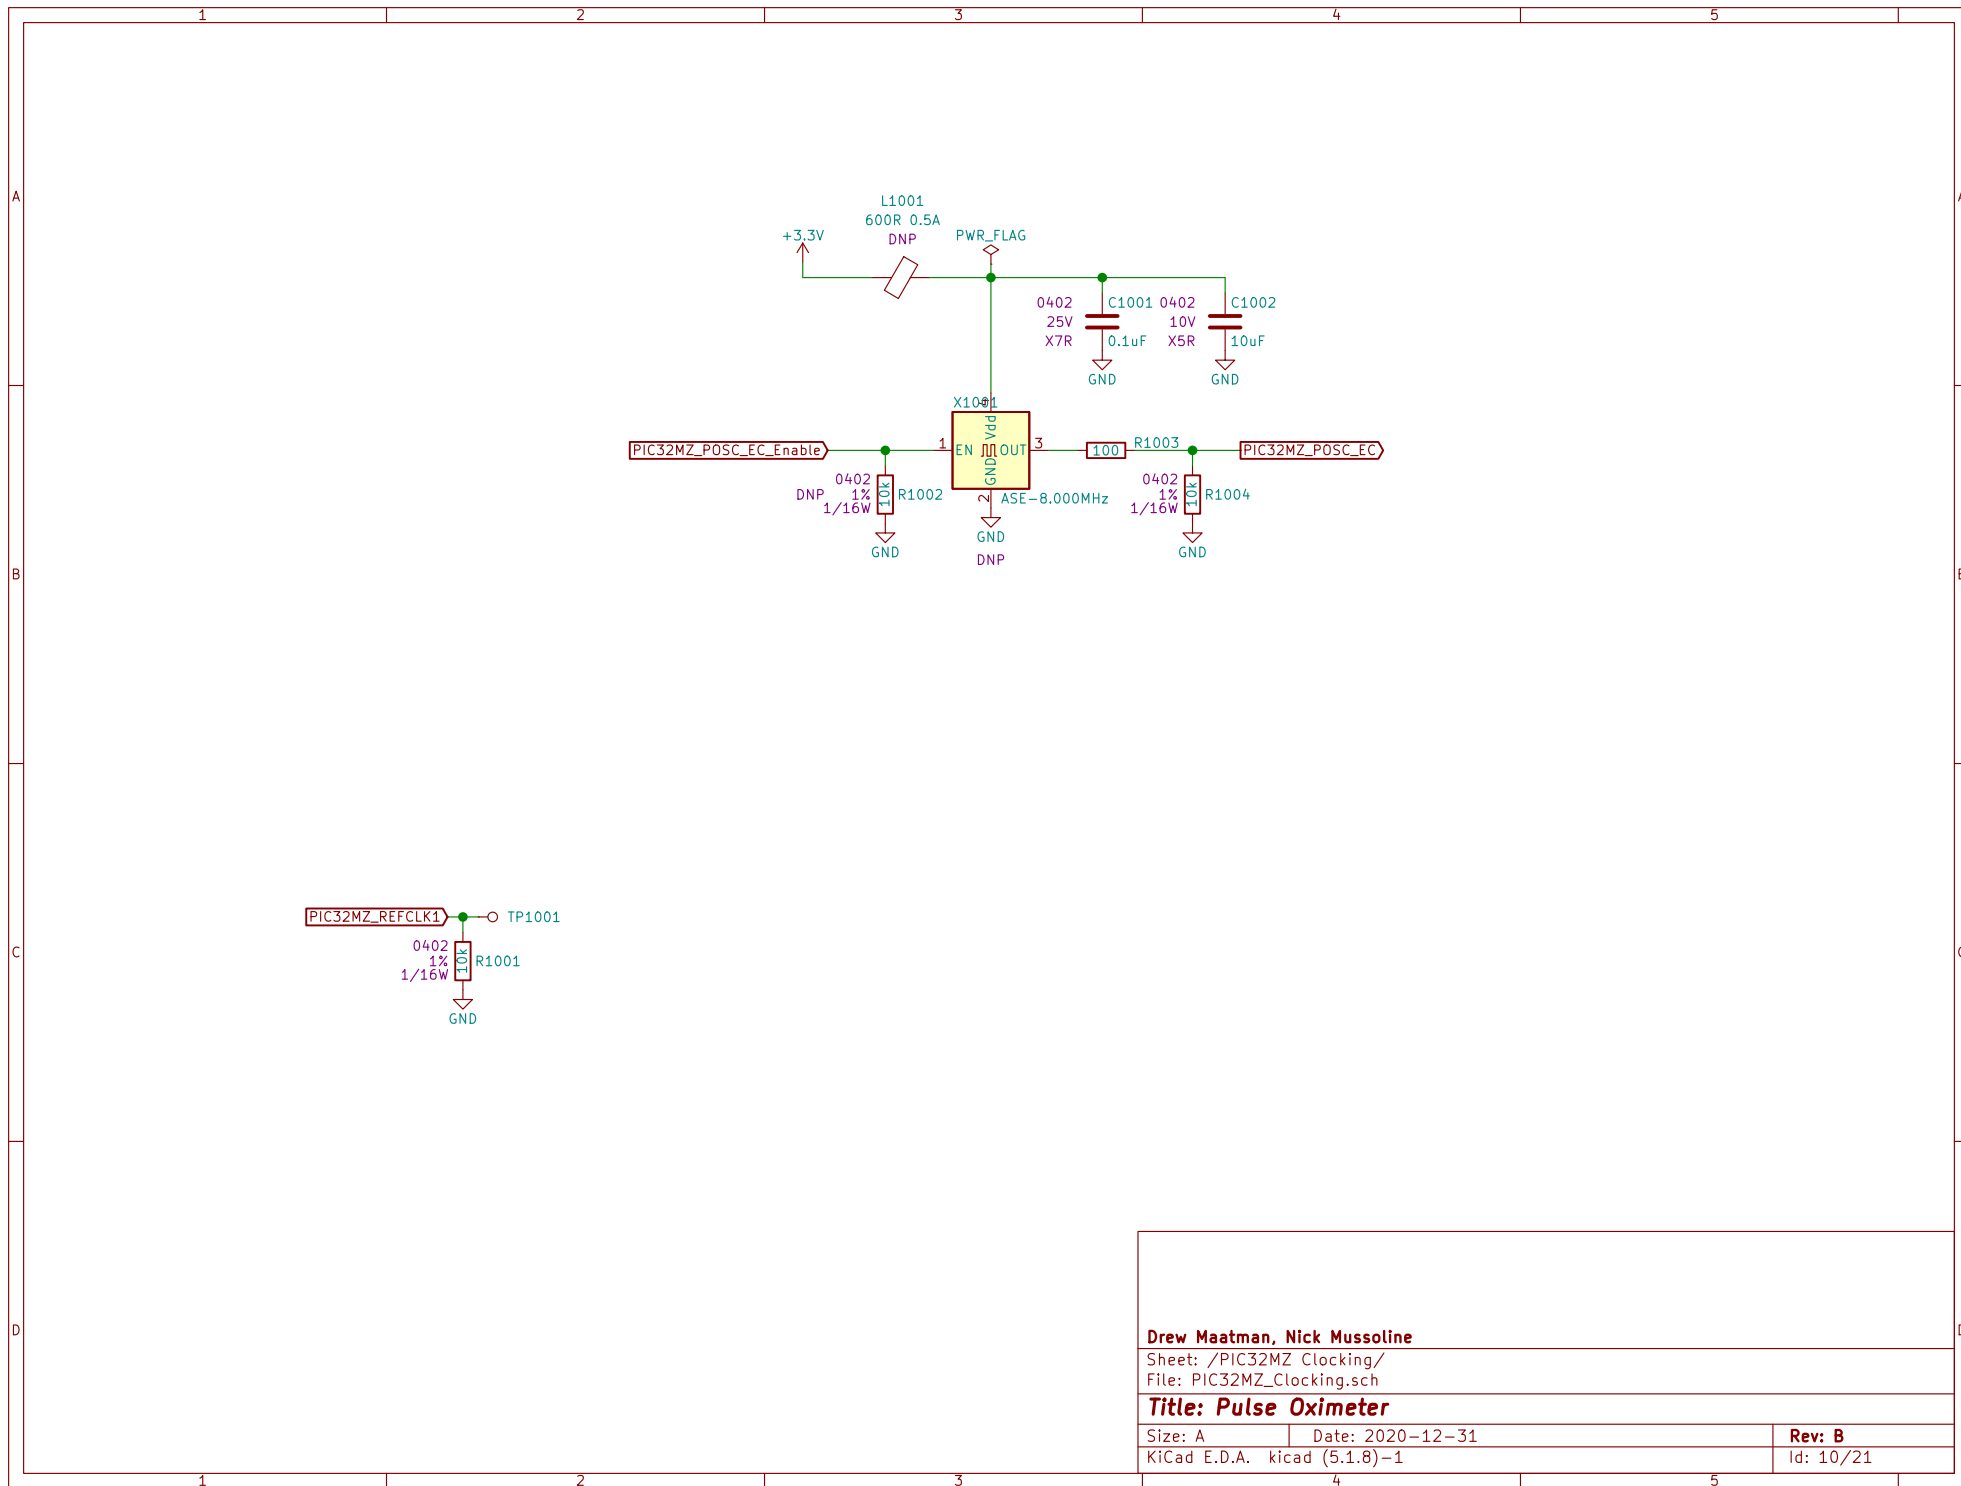 1 2 3 4 5
A A
L1001
600R 0.5A
DNP
+3.3V
PWR_FLAG
0402 C1001 0402 C1002
25V 10V
X7R 0.1uF X5R 10uF
GND GND
X1001
4
PIC32MZ_POSC_EC_Enable 1 EN Vdd GND OUT 3 100 R1003 PIC32MZ_POSC_EC
0402 0402
DNP 1% 10k R1002 2 ASE-8.000MHz 1% 10k R1004
1/16W 1/16W
GND GND GND
DNP
B
PIC32MZ_REFCLK1 TP1001
0402
1% 10k R1001
1/16W
GND
C
D
Drew Maatman, Nick Mussoline
Sheet: /PIC32MZ Clocking/
File: PIC32MZ_Clocking.sch
Title: Pulse Oximeter
Size: A Date: 2020-12-31 Rev: B
KiCad E.D.A. kicad (5.1.8)-1 Id: 10/21
1 2 3 4 5